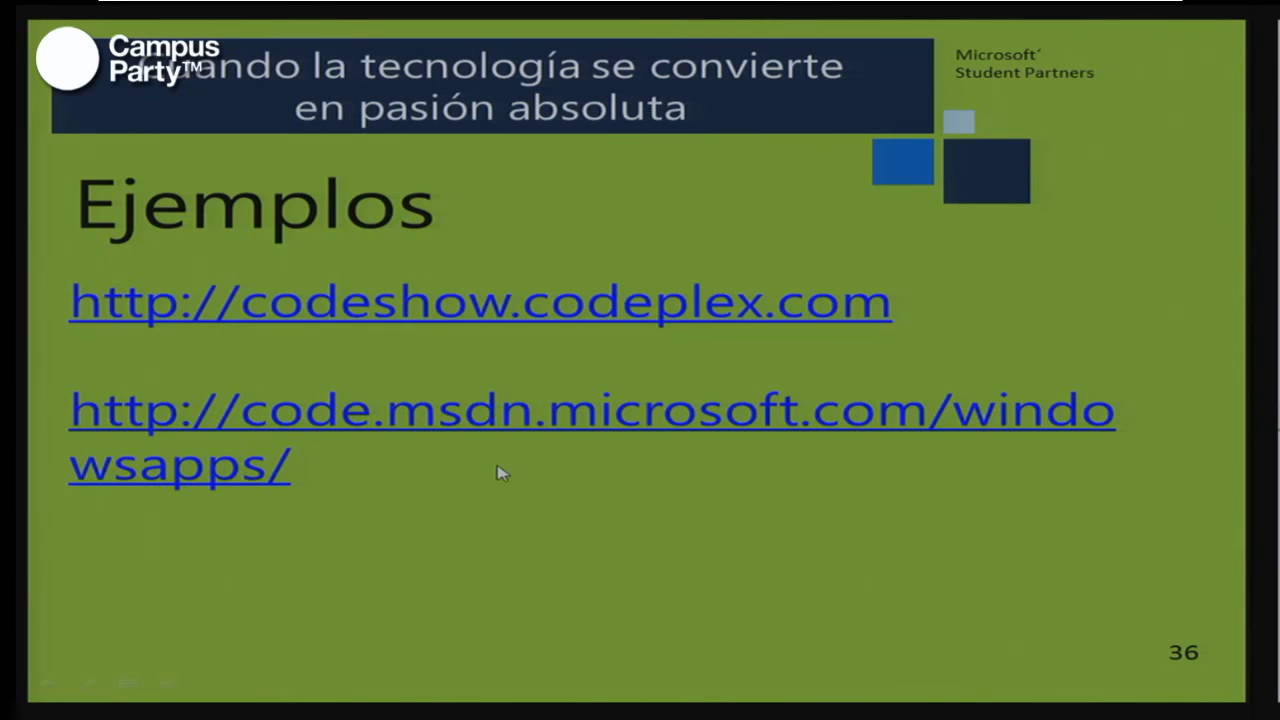 Campus
Party™
Cuando la tecnología se convierte
en pasión absoluta
Microsoft
Student Partners
Ejemplos
http://codeshow.codeplex.com
http://code.msdn.microsoft.com/windo
wsapps/
36